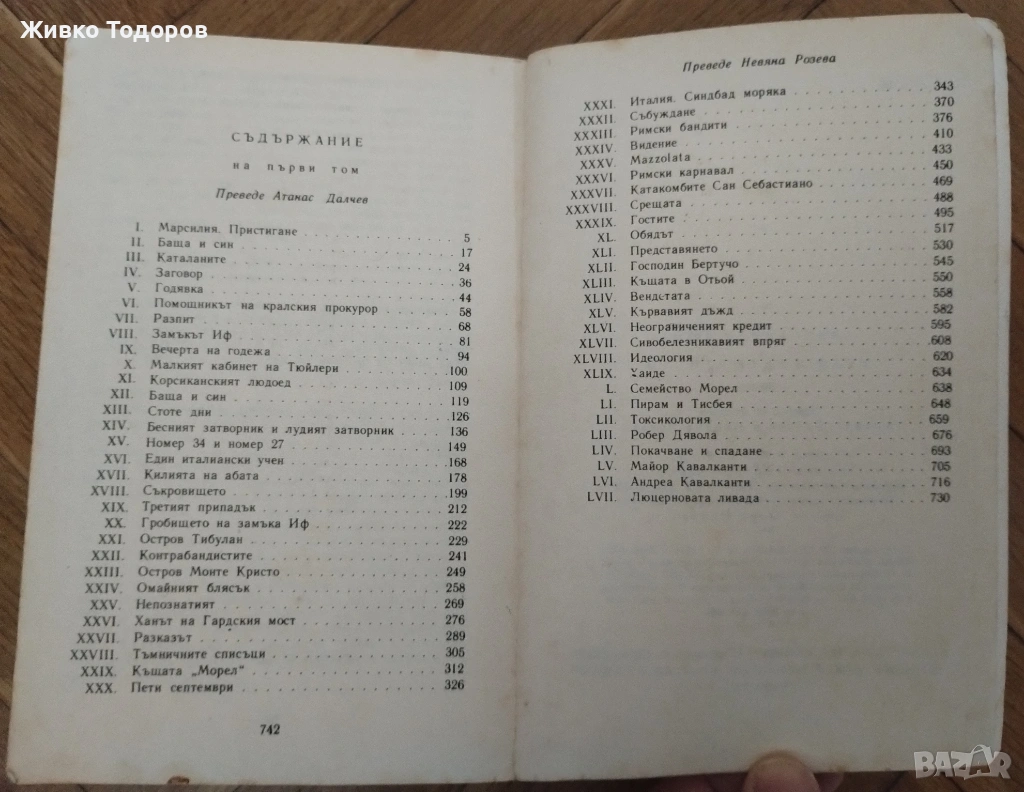 Живко Тодоров
СЪДЪРЖАНИЕ
на първи том
Преведе Атанас Далчев
I. Марсилия. Пристигане 5
II. Баща и син 17
III. Каталаните 24
IV. Заговор 36
V. Годявка 44
VI. Помощникът на кралския прокурор 58
VII. Разпит 68
VIII. Замъкът Иф 81
IX. Вечерта на годежа 94
X. Малкият кабинет на Тюйлери 100
XI. Корсиканският людоед 109
XII. Баща и син 119
XIII. Стоте дни 126
XIV. Бесният затворник и лудият затворник 136
XV. Номер 34 и номер 27 149
XVI. Един италиански учен 168
XVII. Килията на абата 178
XVIII. Съкровището 199
XIX. Третият припадък 212
XX. Гробището на замъка Иф 222
XXI. Остров Тибулан 229
XXII. Контрабандистите 241
XXIII. Остров Монте Кристо 249
XXIV. Омайният блясък 258
XXV. Непознатият 269
XXVI. Ханът на Гардския мост 276
XXVII. Разказът 289
XXVIII. Тъмничните списъци 305
XXIX. Къщата „Морел“ 312
XXX. Пети септември 326
742
Преведе Невяна Розева
XXXI. Италия. Синдбад моряка 343
XXXII. Събуждане 370
XXXIII. Римски бандити 376
XXXIV. Видение 410
XXXV. Mazzolata 433
XXXVI. Римски карнавал 450
XXXVII. Катакомбите Сан Себастиано 469
XXXVIII. Срещата 488
XXXIX. Гостите 495
XL. Обядът 517
XLI. Представянето 530
XLII. Господин Бертучо 545
XLIII. Къщата в Отьой 550
XLIV. Вендетата 558
XLV. Кървавият дъжд 582
XLVI. Неограниченият кредит 595
XLVII. Сивобелезникавият впряг 608
XLVIII. Идеология 620
XLIX. Хаиде 634
L. Семейство Морел 638
LI. Пирам и Тисбея 648
LII. Токсикология 659
LIII. Робер Дявола 676
LIV. Покачване и спадане 693
LV. Майор Кавалканти 705
LVI. Андреа Кавалканти 716
LVII. Люцерновата ливада 730
BAZAR